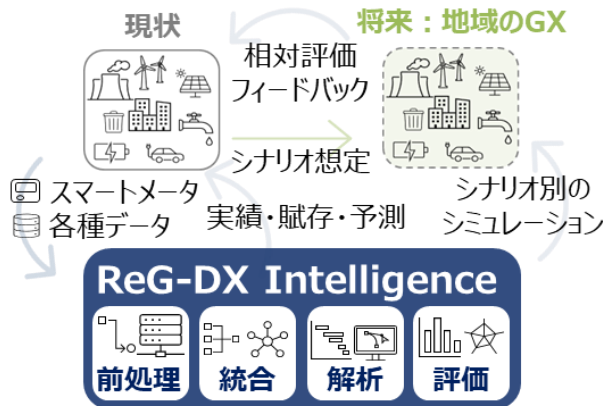 現状
将来：地域のGX
相対評価
フィードバック
シナリオ想定
スマートメータ
各種データ
実績・賦存・予測
シナリオ別の
シミュレーション
ReG-DX Intelligence
前処理
統合
解析
評価